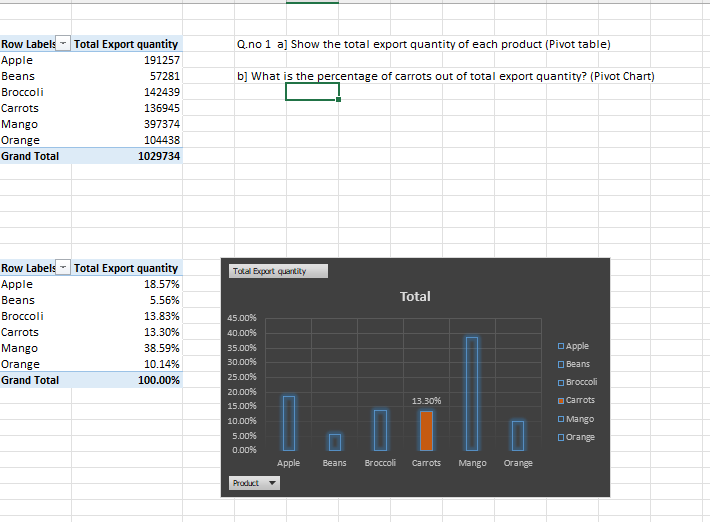 Row Labels Total Export quantity
Apple 191257
Beans 57281
Broccoli 142439
Carrots 136945
Mango 397374
Orange 104438
Grand Total 1029734
Q.no 1 a] Show the total export quantity of each product (Pivot table)
b] What is the percentage of carrots out of total export quantity? (Pivot Chart)
Row Labels Total Export quantity
Apple 18.57%
Beans 5.56%
Broccoli 13.83%
Carrots 13.30%
Mango 38.59%
Orange 10.14%
Grand Total 100.00%
Total Export quantity
Total
45.00%
40.00%
35.00%
30.00%
25.00%
20.00%
15.00%
10.00%
5.00%
0.00%
13.30%
Apple Beans Broccoli Carrots Mango Orange
Apple
Beans
Broccoli
Carrots
Mango
Orange
Product